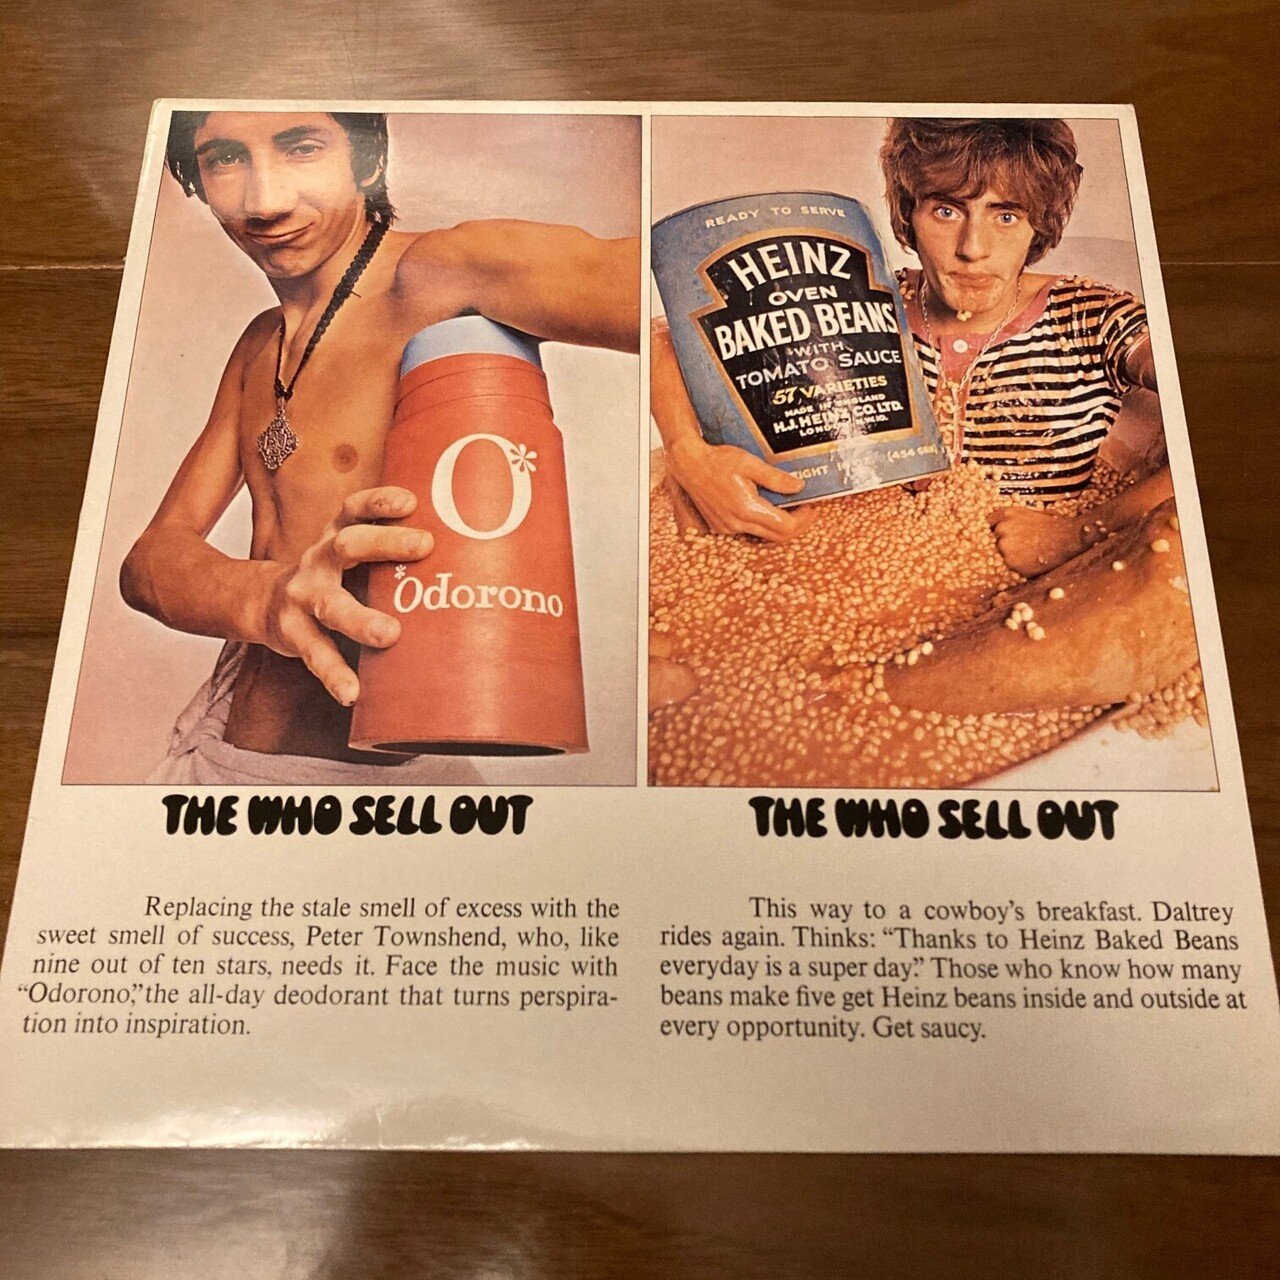 READY TO SERVE
HEINZ
OVEN
BAKED BEANS
WITH
TOMATO SAUCE
57 VARIETIES
MADE IN ENGLAND
H.J. HEINZ CO. LTD.
O*
*Odorono
THE WHO SELL OUT
Replacing the stale smell of excess with the
sweet smell of success, Peter Townshend, who, like
nine out of ten stars, needs it. Face the music with
“Odorono,” the all-day deodorant that turns perspira-
tion into inspiration.
THE WHO SELL OUT
This way to a cowboy’s breakfast. Daltrey
rides again. Thinks: “Thanks to Heinz Baked Beans
everyday is a super day.” Those who know how many
beans make five get Heinz beans inside and outside at
every opportunity. Get saucy.